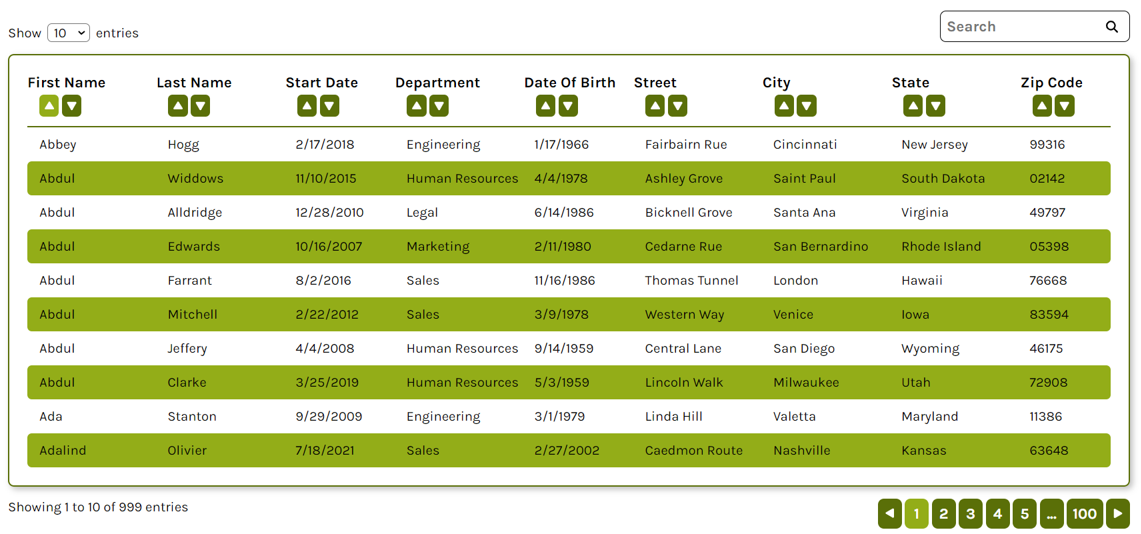 Show 10 entries
Search
First Name Last Name Start Date Department Date Of Birth Street City State Zip Code
Abbey Hogg 2/17/2018 Engineering 1/17/1966 Fairbairn Rue Cincinnati New Jersey 99316
Abdul Widdows 11/10/2015 Human Resources 4/4/1978 Ashley Grove Saint Paul South Dakota 02142
Abdul Alldridge 12/28/2010 Legal 6/14/1986 Bicknell Grove Santa Ana Virginia 49797
Abdul Edwards 10/16/2007 Marketing 2/11/1980 Cedarne Rue San Bernardino Rhode Island 05398
Abdul Farrant 8/2/2016 Sales 11/16/1986 Thomas Tunnel London Hawaii 76668
Abdul Mitchell 2/22/2012 Sales 3/9/1978 Western Way Venice Iowa 83594
Abdul Jeffery 4/4/2008 Human Resources 9/14/1959 Central Lane San Diego Wyoming 46175
Abdul Clarke 3/25/2019 Human Resources 5/3/1959 Lincoln Walk Milwaukee Utah 72908
Ada Stanton 9/29/2009 Engineering 3/1/1979 Linda Hill Valetta Maryland 11386
Adalind Olivier 7/18/2021 Sales 2/27/2002 Caedmon Route Nashville Kansas 63648
Showing 1 to 10 of 999 entries
1 2 3 4 5 ... 100